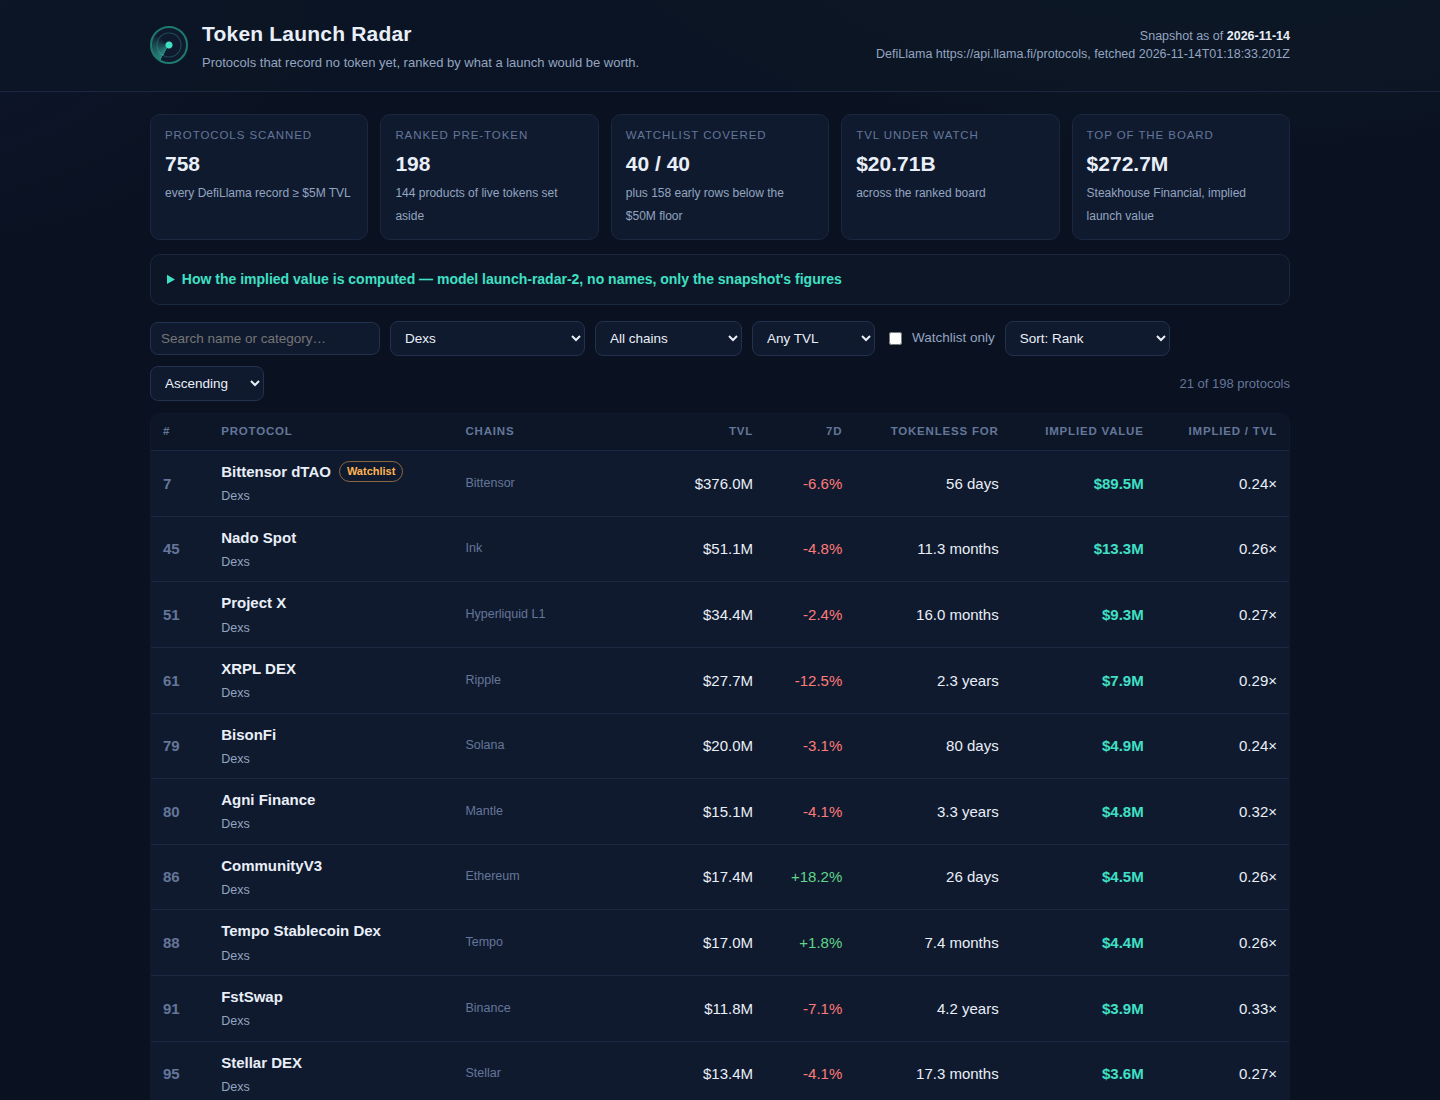 Token Launch Radar
Protocols that record no token yet, ranked by what a launch would be worth.
Snapshot as of 2026-11-14
DefiLlama https://api.llama.fi/protocols, fetched 2026-11-14T01:18:33.201Z
PROTOCOLS SCANNED
758
every DefiLlama record ≥ $5M TVL
RANKED PRE-TOKEN
198
144 products of live tokens set
aside
WATCHLIST COVERED
40 / 40
plus 158 early rows below the
$50M floor
TVL UNDER WATCH
$20.71B
across the ranked board
TOP OF THE BOARD
$272.7M
Steakhouse Financial, implied
launch value
How the implied value is computed — model launch-radar-2, no names, only the snapshot's figures
Search name or category… Dexs All chains Any TVL Watchlist only Sort: Rank
Ascending 21 of 198 protocols
# PROTOCOL CHAINS TVL 7D TOKENLESS FOR IMPLIED VALUE IMPLIED / TVL
7 Bittensor dTAO Watchlist Bittensor $376.0M -6.6% 56 days $89.5M 0.24×
Dexs
45 Nado Spot Ink $51.1M -4.8% 11.3 months $13.3M 0.26×
Dexs
51 Project X Hyperliquid L1 $34.4M -2.4% 16.0 months $9.3M 0.27×
Dexs
61 XRPL DEX Ripple $27.7M -12.5% 2.3 years $7.9M 0.29×
Dexs
79 BisonFi Solana $20.0M -3.1% 80 days $4.9M 0.24×
Dexs
80 Agni Finance Mantle $15.1M -4.1% 3.3 years $4.8M 0.32×
Dexs
86 CommunityV3 Ethereum $17.4M +18.2% 26 days $4.5M 0.26×
Dexs
88 Tempo Stablecoin Dex Tempo $17.0M +1.8% 7.4 months $4.4M 0.26×
Dexs
91 FstSwap Binance $11.8M -7.1% 4.2 years $3.9M 0.33×
Dexs
95 Stellar DEX Stellar $13.4M -4.1% 17.3 months $3.6M 0.27×
Dexs